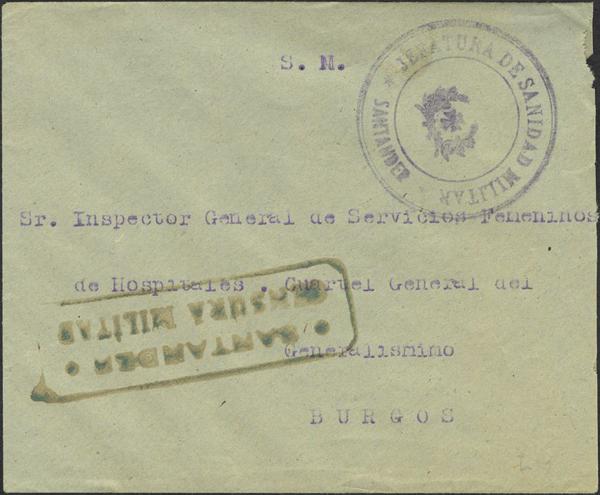 S. M.
JEFATURA DE SANIDAD MILITAR
SANTANDER
Sr. Inspector General de Servicios Femeninos
de Hospitales . Cuartel General del
Generalismimo
BURGOS
• SANTANDER •
CENSURA MILITAR